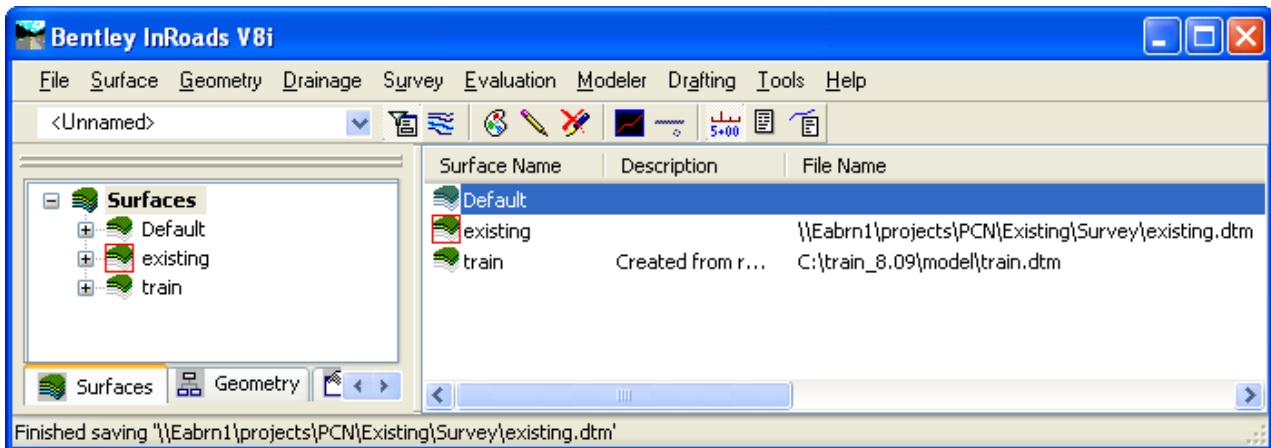 Bentley InRoads V8i
File Surface Geometry Drainage Survey Evaluation Modeler Drafting Tools Help
<Unnamed>
5+00
Surfaces
Default
existing
train
Surfaces Geometry
Surface Name Description File Name
Default
existing \\Eabrn1\projects\PCN\Existing\Survey\existing.dtm
train Created from r... C:\train_8.09\model\train.dtm
Finished saving '\\Eabrn1\projects\PCN\Existing\Survey\existing.dtm'